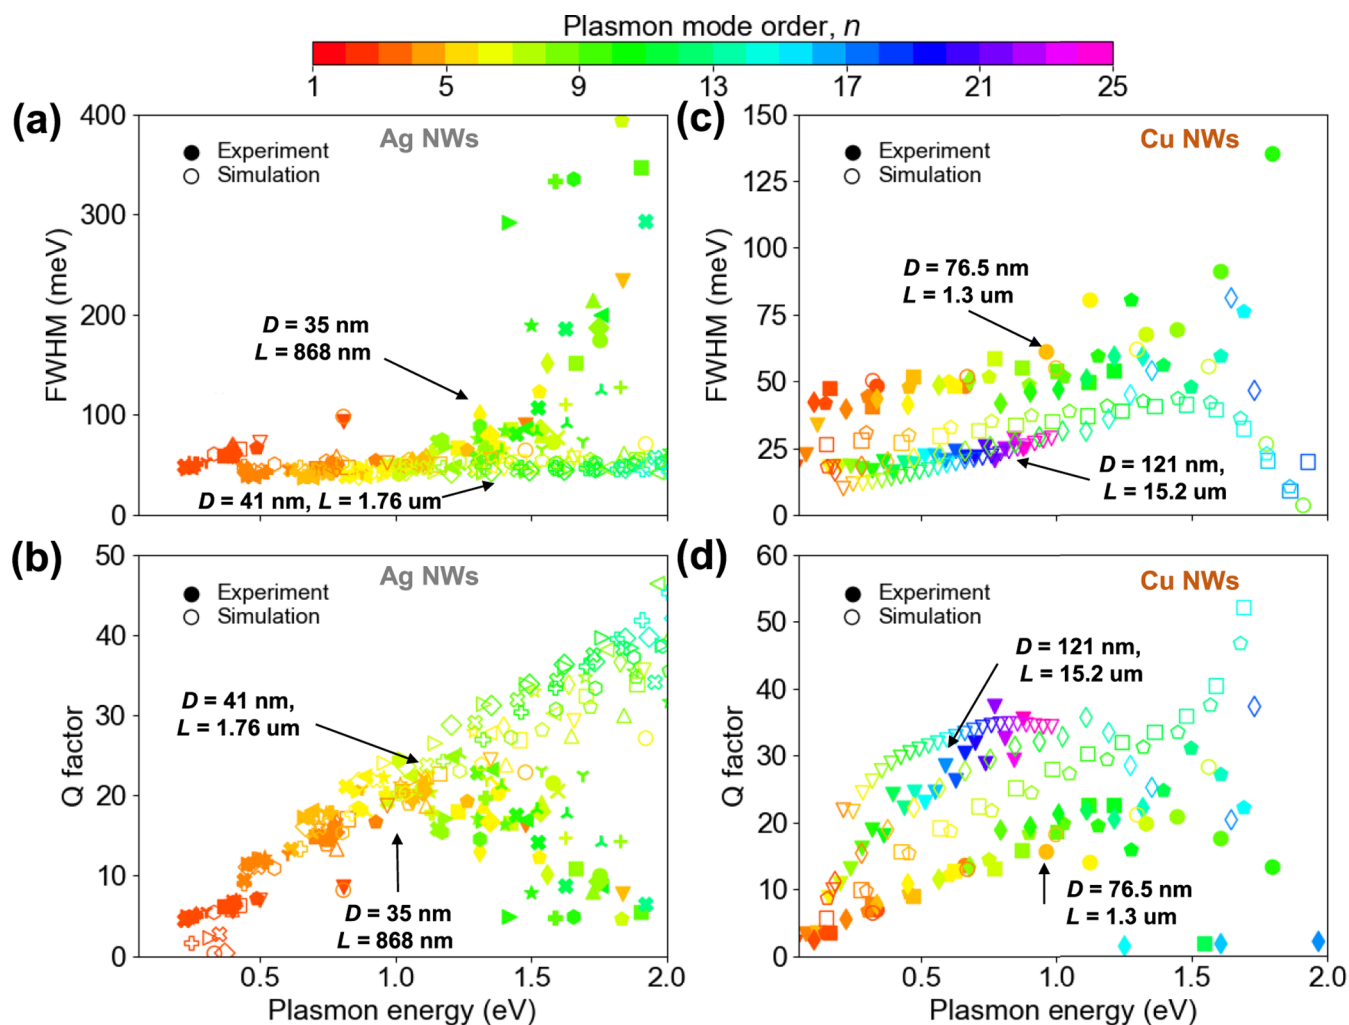 Plasmon mode order, n
1 5 9 13 17 21 25
(a)
Ag NWs
Experiment
Simulation
D = 35 nm
L = 868 nm
D = 41 nm, L = 1.76 um
FWHM (meV)
400
300
200
100
0
(c)
Cu NWs
Experiment
Simulation
D = 76.5 nm
L = 1.3 um
D = 121 nm,
L = 15.2 um
FWHM (meV)
150
125
100
75
50
25
0
(b)
Ag NWs
Experiment
Simulation
D = 41 nm,
L = 1.76 um
D = 35 nm
L = 868 nm
Q factor
50
40
30
20
10
0
0.5 1.0 1.5 2.0
Plasmon energy (eV)
(d)
Cu NWs
Experiment
Simulation
D = 121 nm,
L = 15.2 um
D = 76.5 nm
L = 1.3 um
Q factor
60
50
40
30
20
10
0
0.5 1.0 1.5 2.0
Plasmon energy (eV)